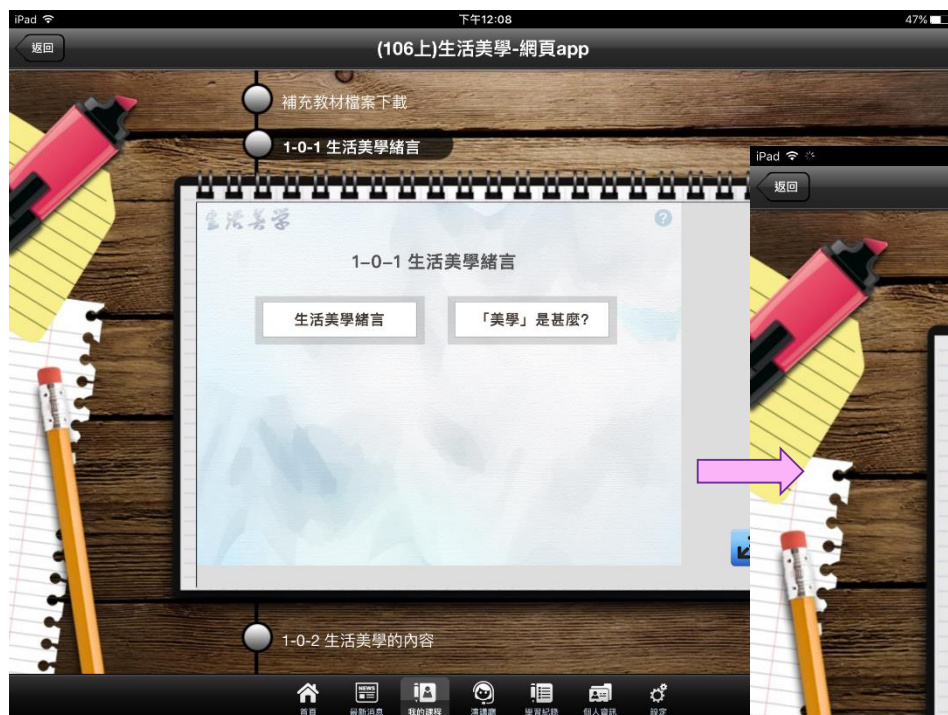 iPad 下午12:08 47%
返回 (106上)生活美學-網頁app
補充教材檔案下載
1-0-1 生活美學緒言
生活美学
?
1-0-1 生活美學緒言
生活美學緒言 「美學」是甚麼?
1-0-2 生活美學的內容
NEWS
首頁 最新消息 我的課程 演講廳 學習紀錄 個人資訊 設定
iPad
返回